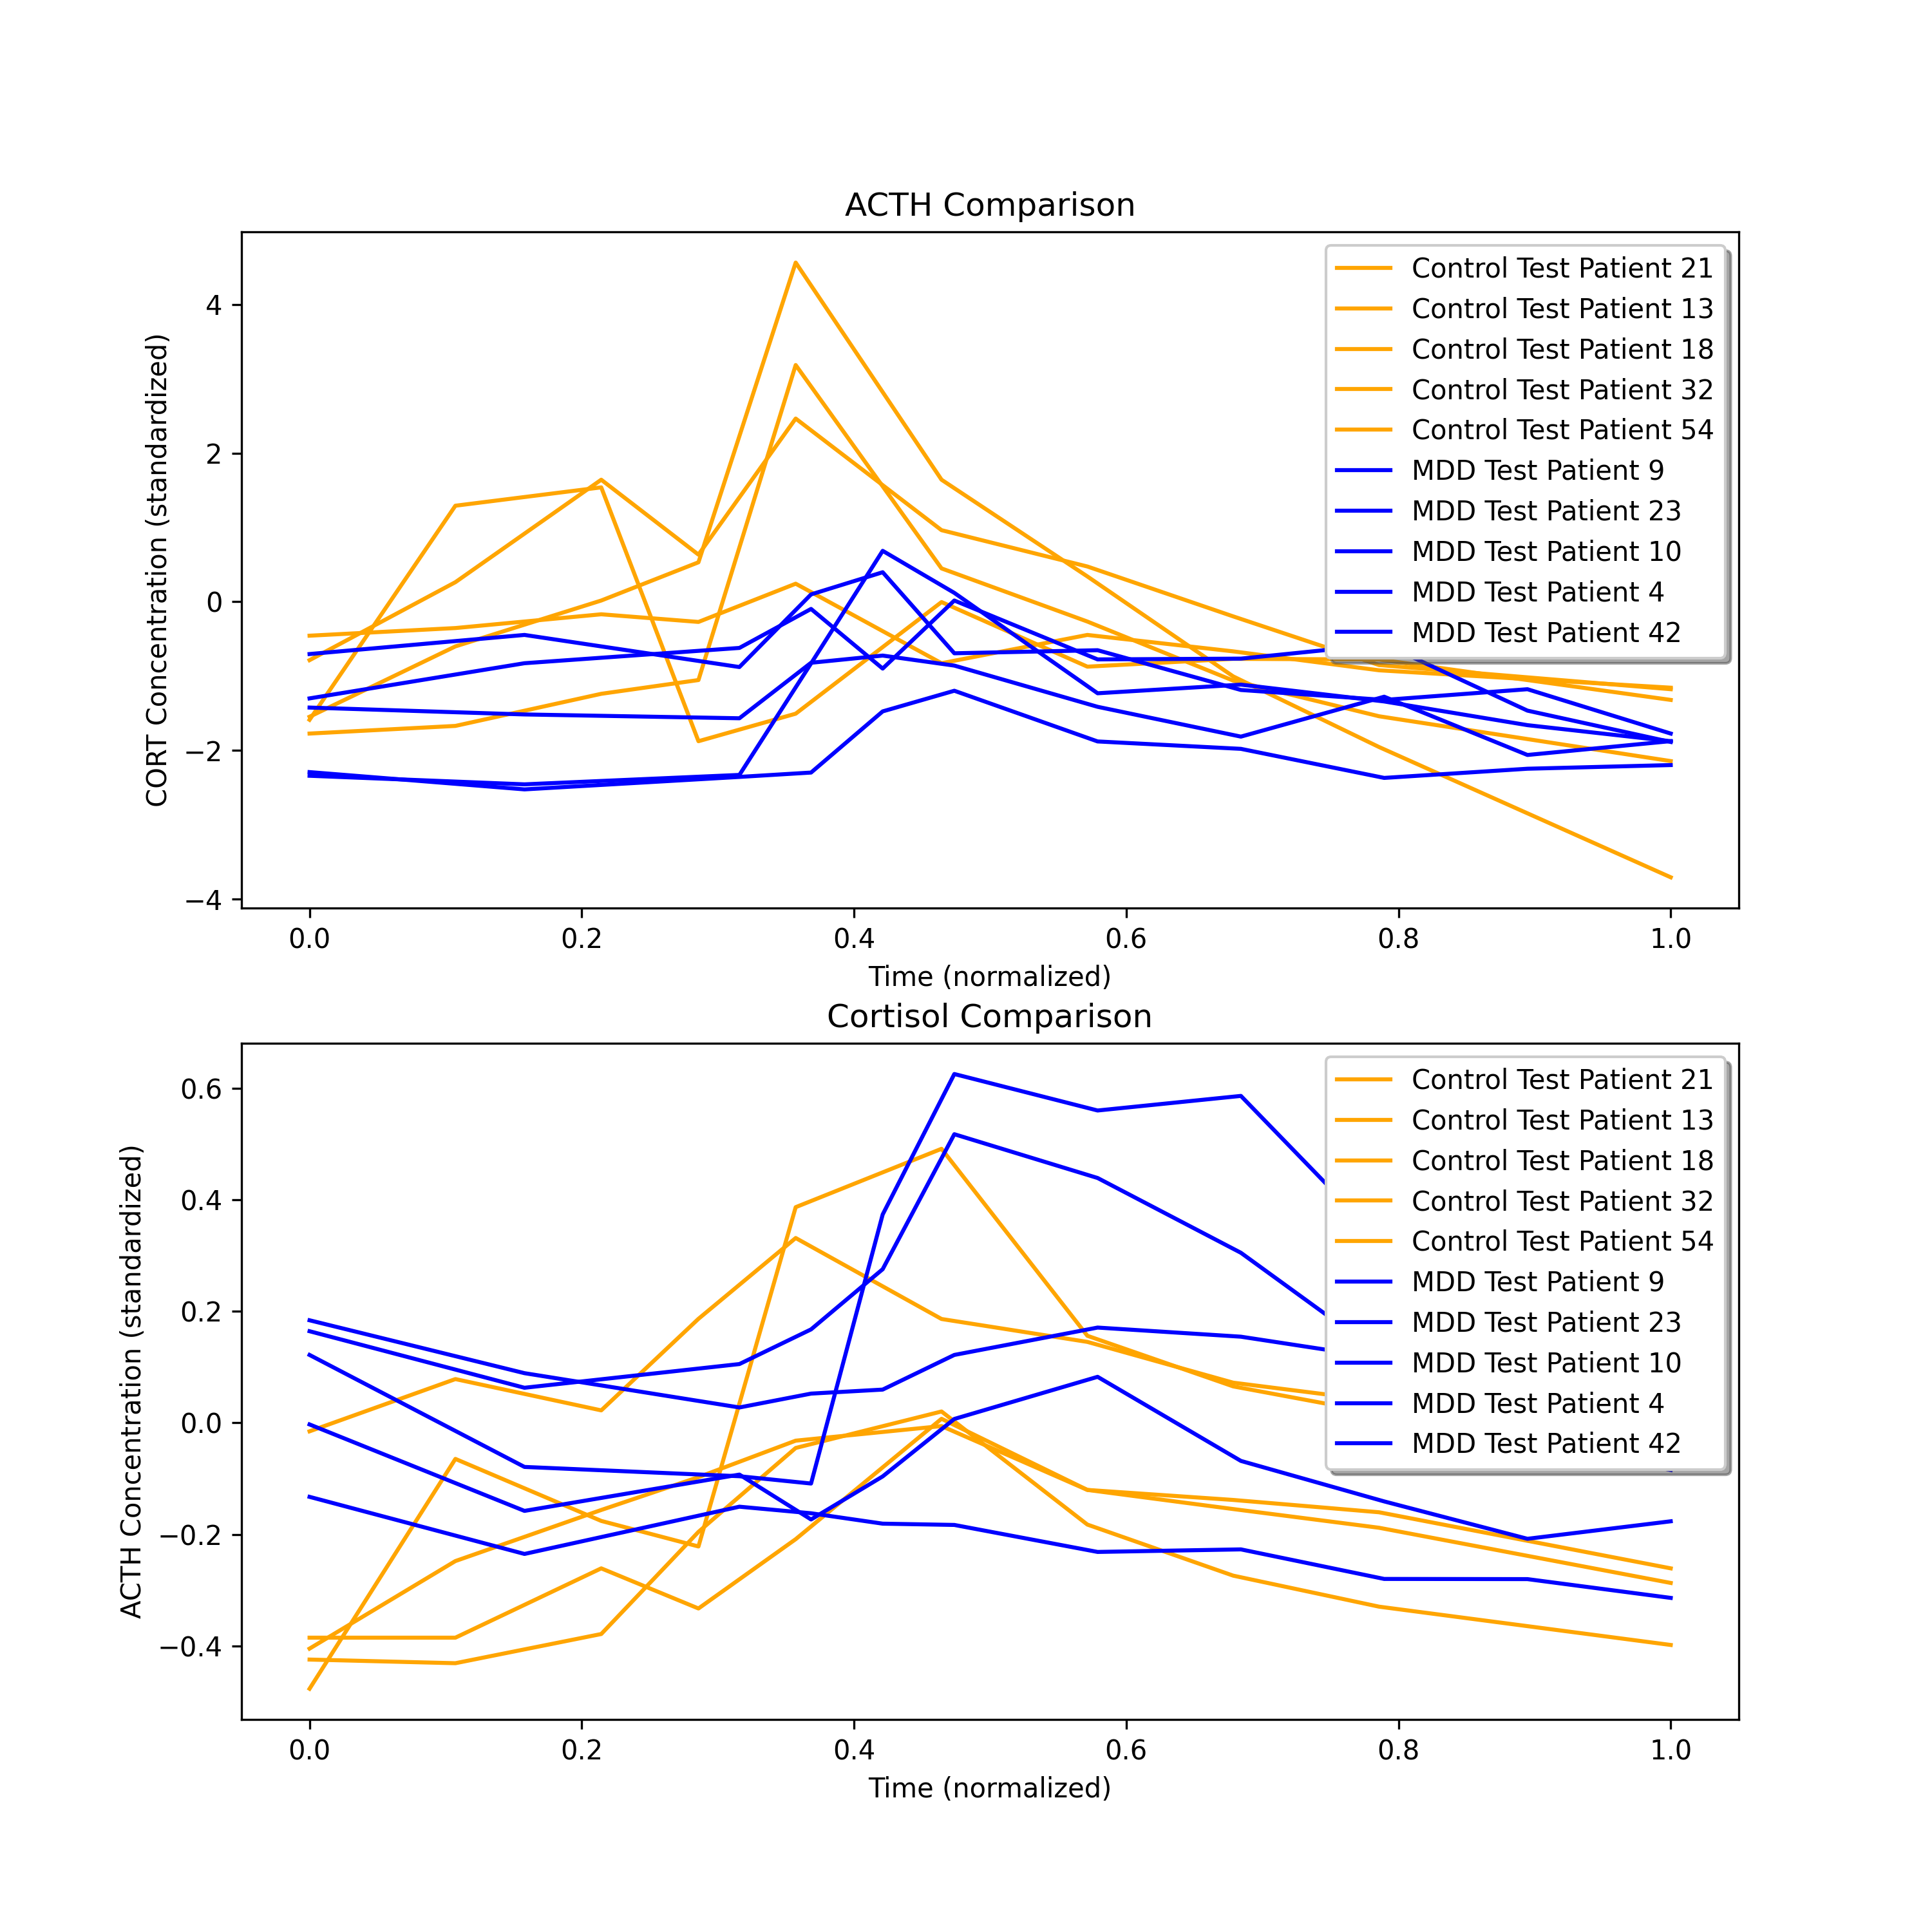 ACTH Comparison
CORT Concentration (standardized)
4
2
0
−2
−4
Control Test Patient 21
Control Test Patient 13
Control Test Patient 18
Control Test Patient 32
Control Test Patient 54
MDD Test Patient 9
MDD Test Patient 23
MDD Test Patient 10
MDD Test Patient 4
MDD Test Patient 42
0.0 0.2 0.4 0.6 0.8 1.0
Time (normalized)
Cortisol Comparison
ACTH Concentration (standardized)
0.6
0.4
0.2
0.0
−0.2
−0.4
Control Test Patient 21
Control Test Patient 13
Control Test Patient 18
Control Test Patient 32
Control Test Patient 54
MDD Test Patient 9
MDD Test Patient 23
MDD Test Patient 10
MDD Test Patient 4
MDD Test Patient 42
0.0 0.2 0.4 0.6 0.8 1.0
Time (normalized)